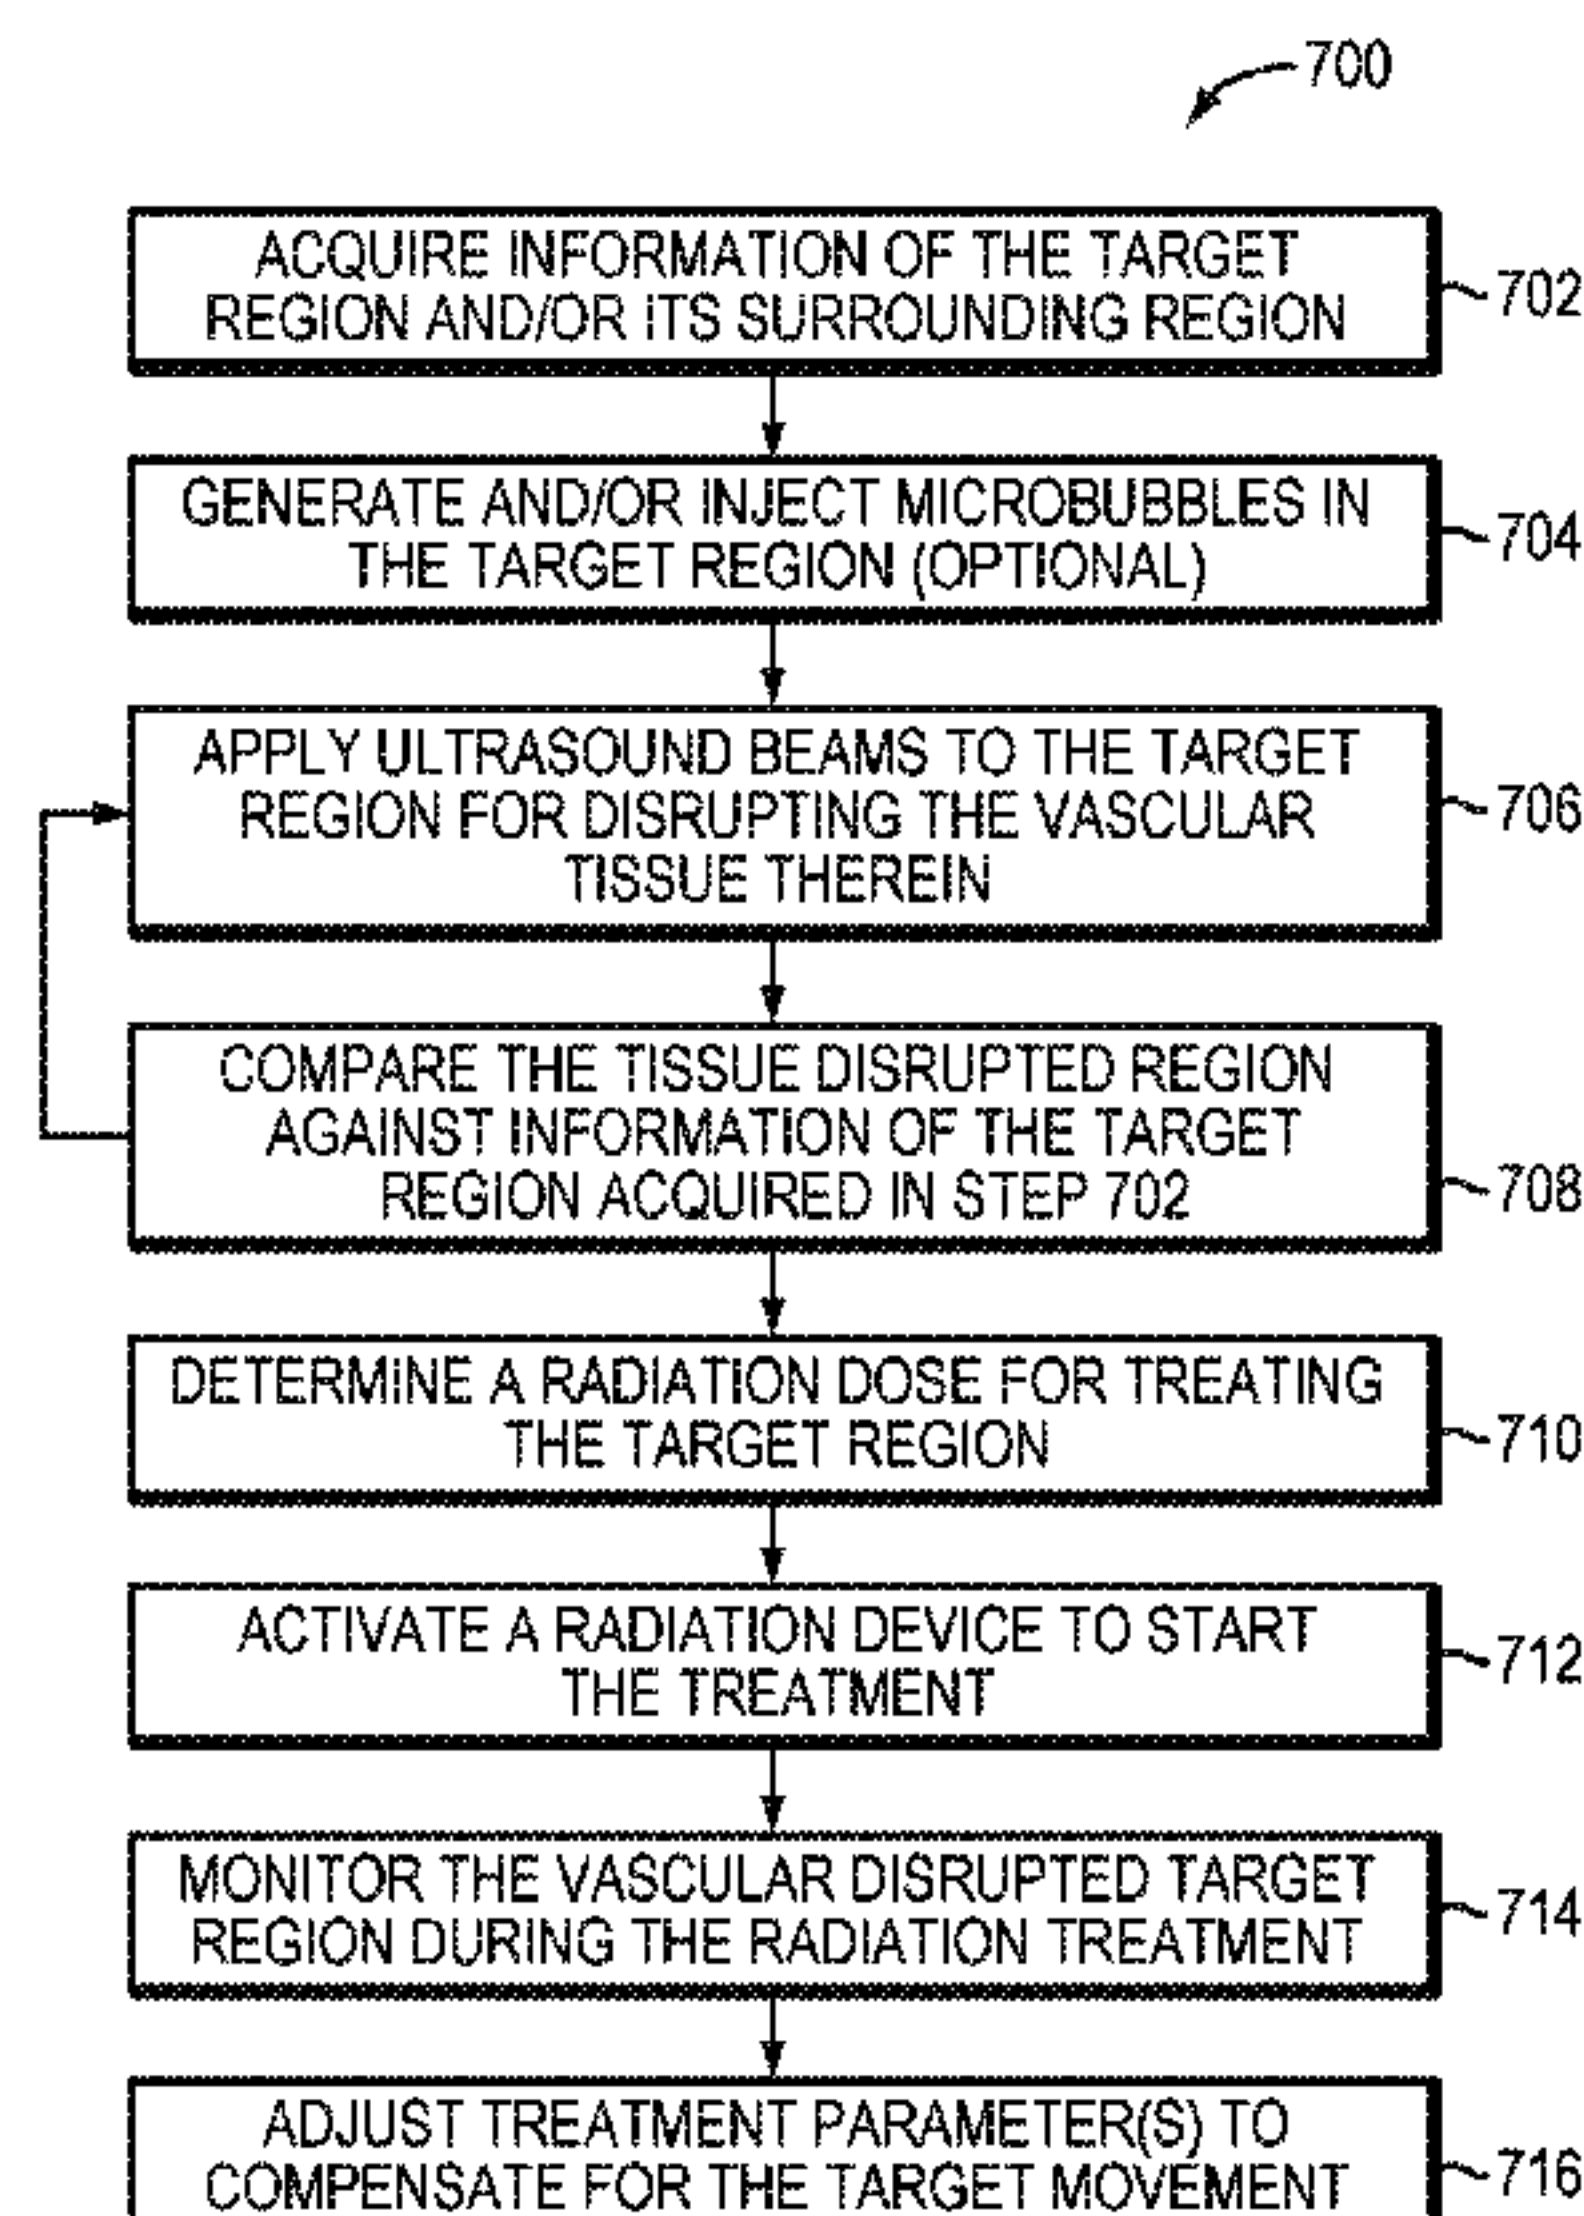 700
ACQUIRE INFORMATION OF THE TARGET
REGION AND/OR ITS SURROUNDING REGION
702
GENERATE AND/OR INJECT MICROBUBBLES IN
THE TARGET REGION (OPTIONAL)
704
APPLY ULTRASOUND BEAMS TO THE TARGET
REGION FOR DISRUPTING THE VASCULAR
TISSUE THEREIN
706
COMPARE THE TISSUE DISRUPTED REGION
AGAINST INFORMATION OF THE TARGET
REGION ACQUIRED IN STEP 702
708
DETERMINE A RADIATION DOSE FOR TREATING
THE TARGET REGION
710
ACTIVATE A RADIATION DEVICE TO START
THE TREATMENT
712
MONITOR THE VASCULAR DISRUPTED TARGET
REGION DURING THE RADIATION TREATMENT
714
ADJUST TREATMENT PARAMETER(S) TO
COMPENSATE FOR THE TARGET MOVEMENT
716